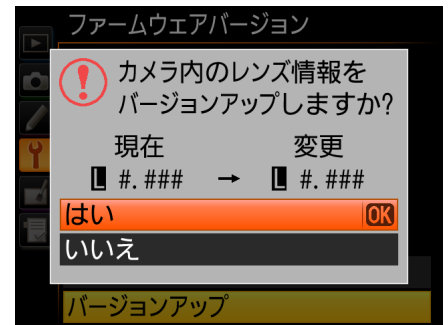 ファームウェアバージョン
カメラ内のレンズ情報を
バージョンアップしますか?
現在 変更
L #.### → L #.###
はい OK
いいえ
バージョンアップ